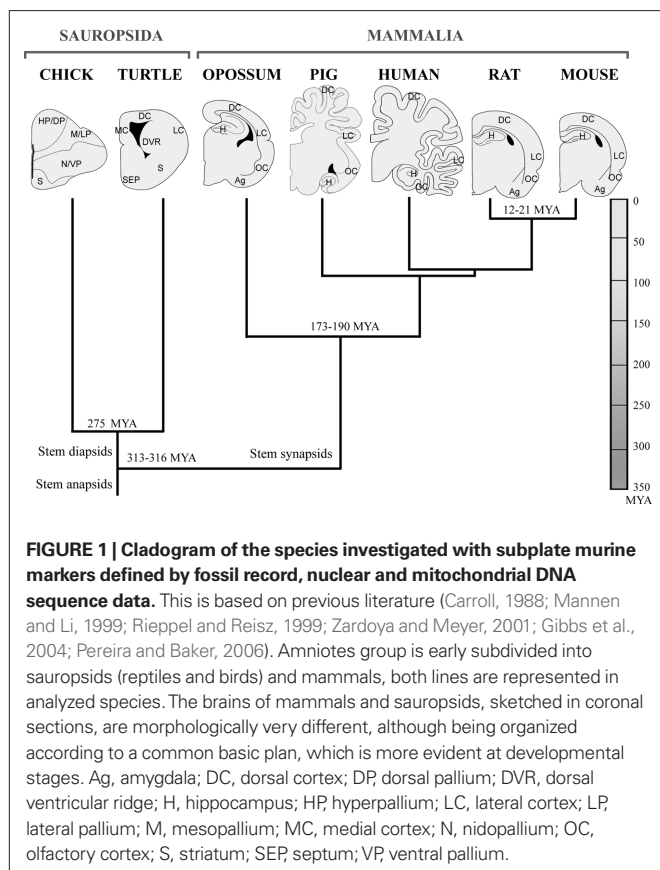 SAUROPSIDA MAMMALIA
CHICK TURTLE OPOSSUM PIG HUMAN RAT MOUSE
HP/DP
M/LP
N/VP
S
DC
MC
LC
DVR
S
SEP
DC
H
LC
OC
Ag
DC
LC
OC
H
DC
LC
H
OC
DC
H
LC
OC
Ag
DC
H
LC
OC
Ag
12-21 MYA
0
50
100
150
200
250
300
350
MYA
173-190 MYA
275 MYA
Stem diapsids
313-316 MYA
Stem synapsids
Stem anapsids
FIGURE 1 | Cladogram of the species investigated with subplate murine
markers defined by fossil record, nuclear and mitochondrial DNA
sequence data. This is based on previous literature (Carroll, 1988; Mannen
and Li, 1999; Rieppel and Reisz, 1999; Zardoya and Meyer, 2001; Gibbs et al.,
2004; Pereira and Baker, 2006). Amniotes group is early subdivided into
sauropsids (reptiles and birds) and mammals, both lines are represented in
analyzed species. The brains of mammals and sauropsids, sketched in coronal
sections, are morphologically very different, although being organized
according to a common basic plan, which is more evident at developmental
stages. Ag, amygdala; DC, dorsal cortex; DP, dorsal pallium; DVR, dorsal
ventricular ridge; H, hippocampus; HP, hyperpallium; LC, lateral cortex; LP,
lateral pallium; M, mesopallium; MC, medial cortex; N, nidopallium; OC,
olfactory cortex; S, striatum; SEP, septum; VP, ventral pallium.